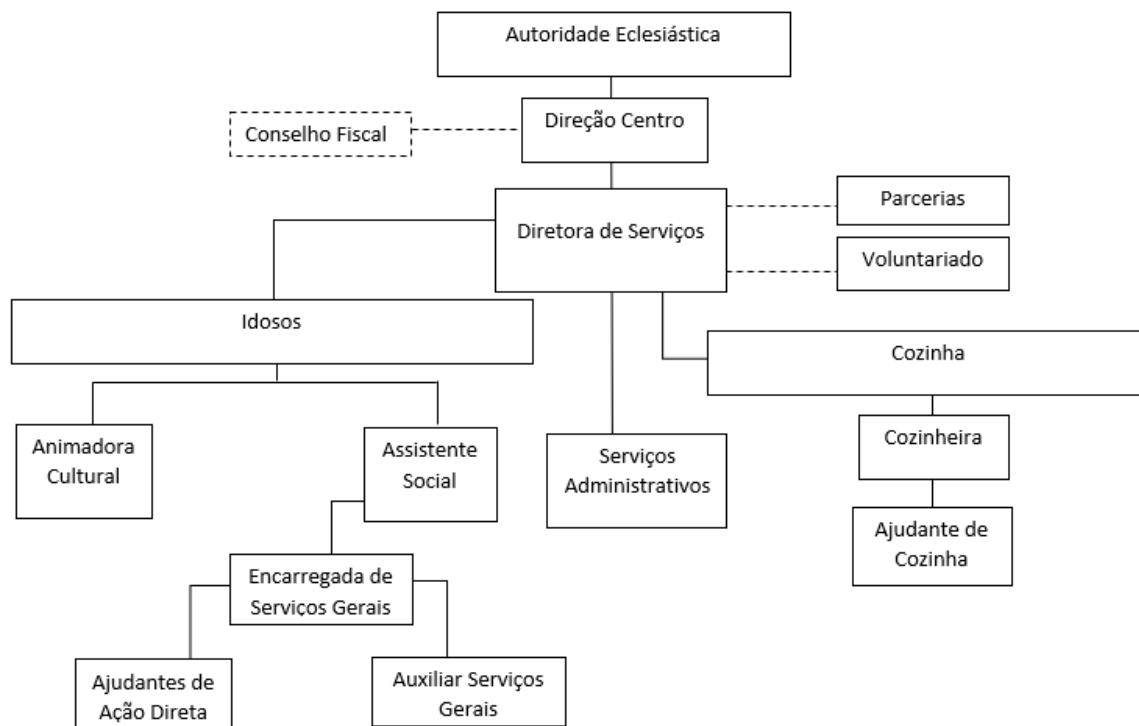 Autoridade Eclesiástica
Direção Centro
Conselho Fiscal
Diretora de Serviços
Parcerias
Voluntariado
Idosos
Cozinha
Animadora
Cultural
Assistente
Social
Serviços
Administrativos
Cozinheira
Ajudante de
Cozinha
Encarregada de
Serviços Gerais
Ajudantes de
Ação Direta
Auxiliar Serviços
Gerais